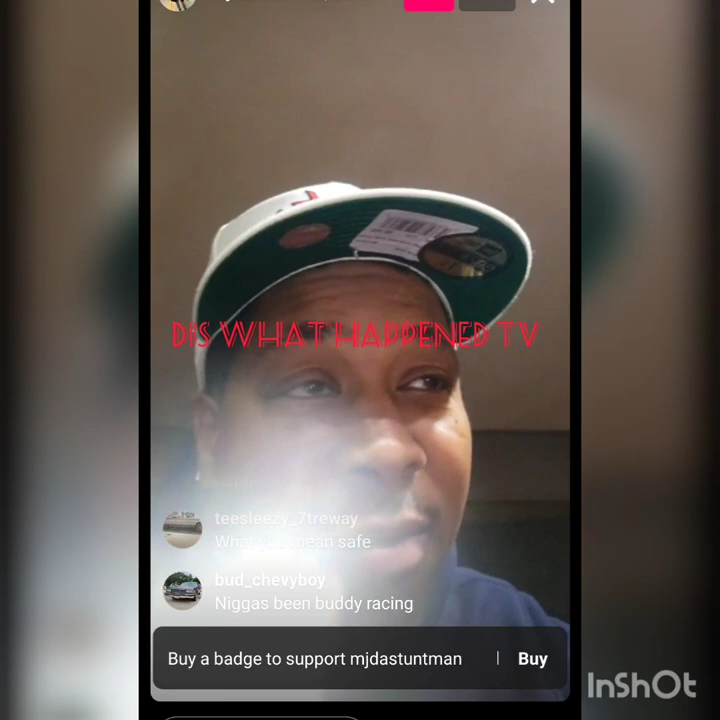 DIS WHAT HAPPENED TV
teesleezy_7treway
mean safe
bud_chevyboy
Niggas been buddy racing
Buy a badge to support mjdastuntman | Buy
InShOt